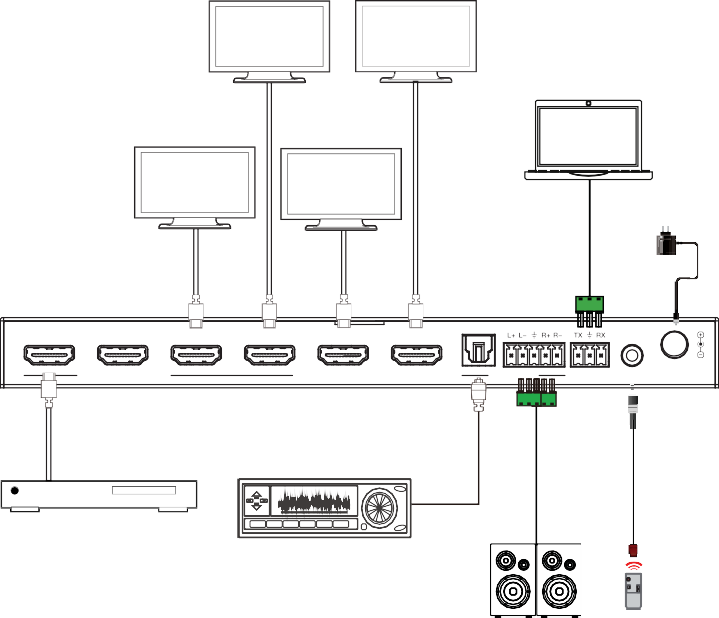 L+ L− ⏚ R+ R−
TX ⏚ RX